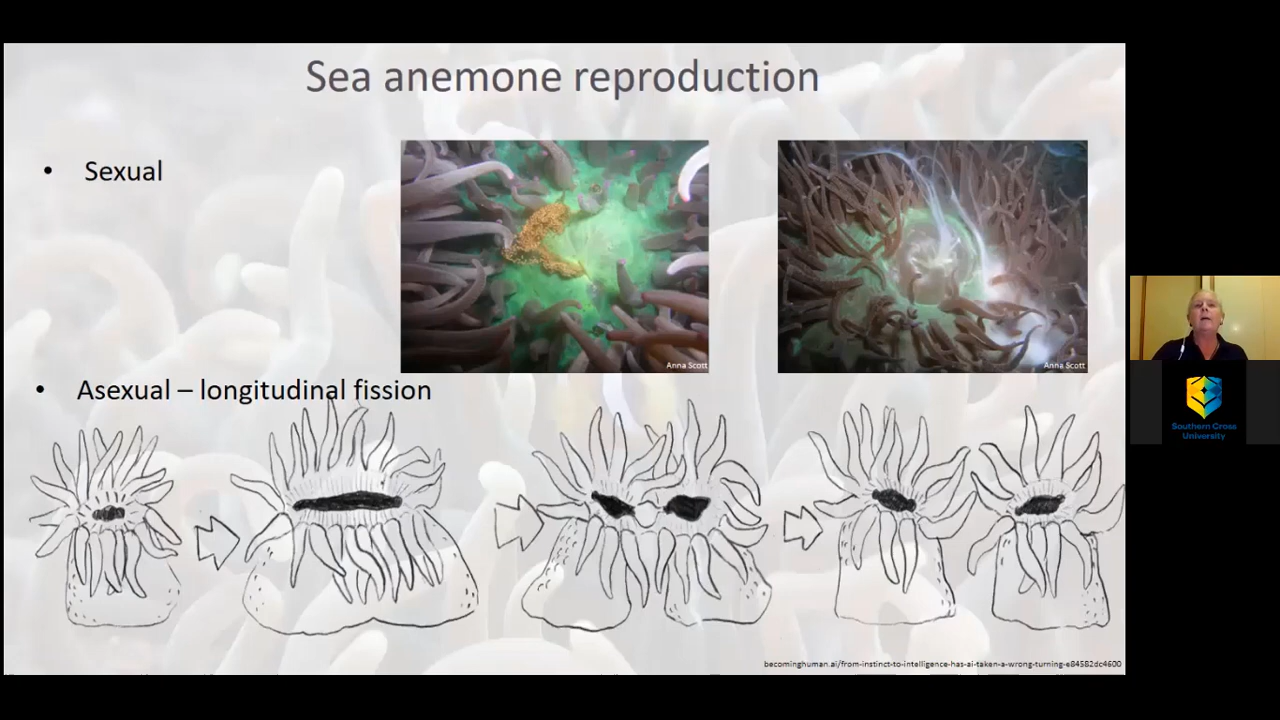 Sea anemone reproduction
• Sexual
Anna Scott
Anna Scott
• Asexual – longitudinal fission
Southern Cross
University
becominghuman.ai/from-instinct-to-intelligence-has-ai-taken-a-wrong-turning-e84582dc4600